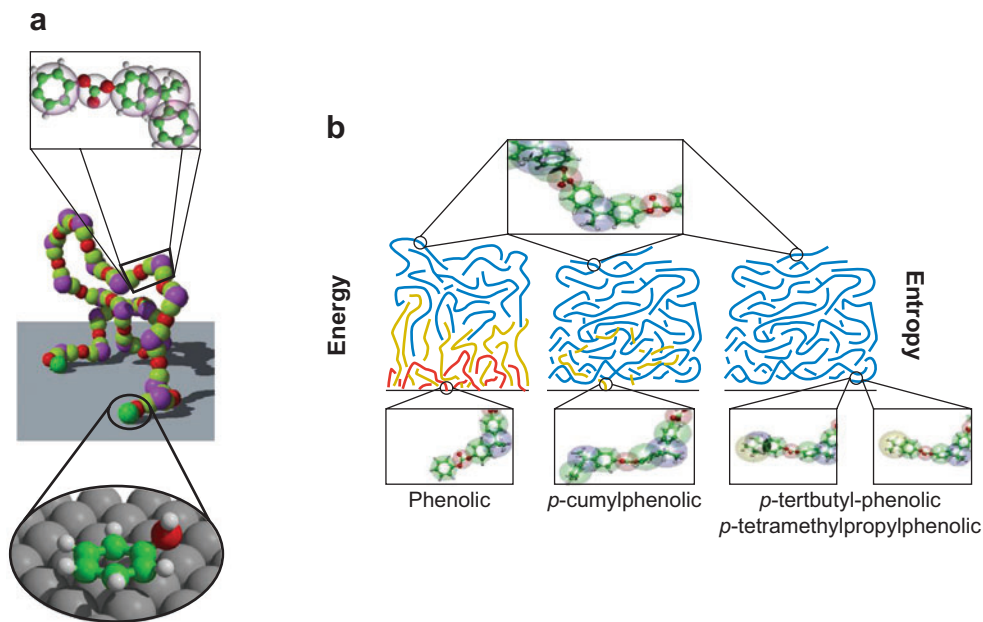 a
b
Energy
Entropy
Phenolic
p-cumylphenolic
p-tertbutyl-phenolic
p-tetramethylpropylphenolic